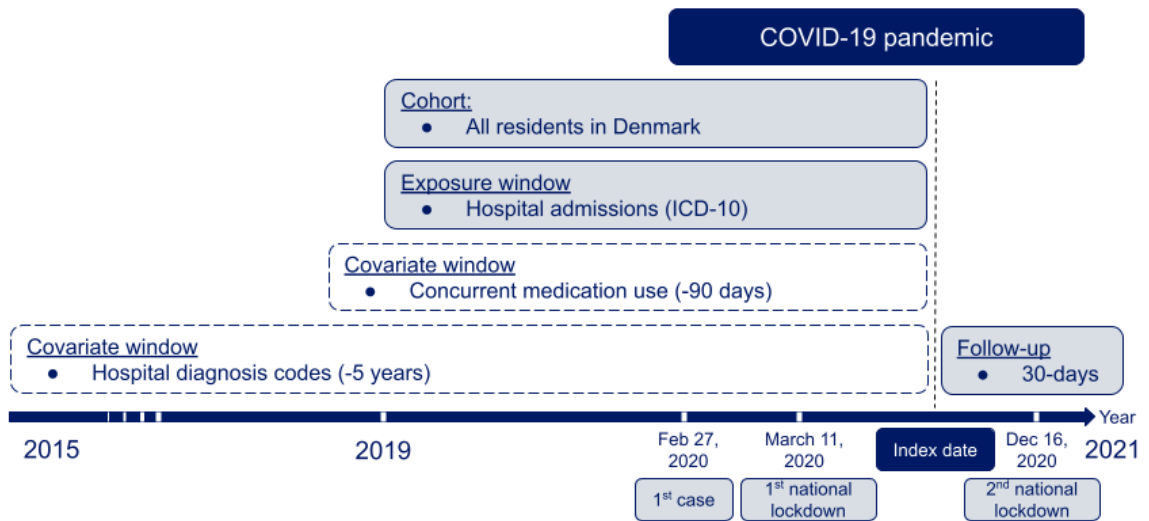 COVID-19 pandemic
Cohort:
● All residents in Denmark
Exposure window
● Hospital admissions (ICD-10)
Covariate window
● Concurrent medication use (-90 days)
Covariate window
● Hospital diagnosis codes (-5 years)
Follow-up
● 30-days
Year
2015
2019
Feb 27,
2020
March 11,
2020
Index date
Dec 16,
2020
2021
1st case
1st national
lockdown
2nd national
lockdown